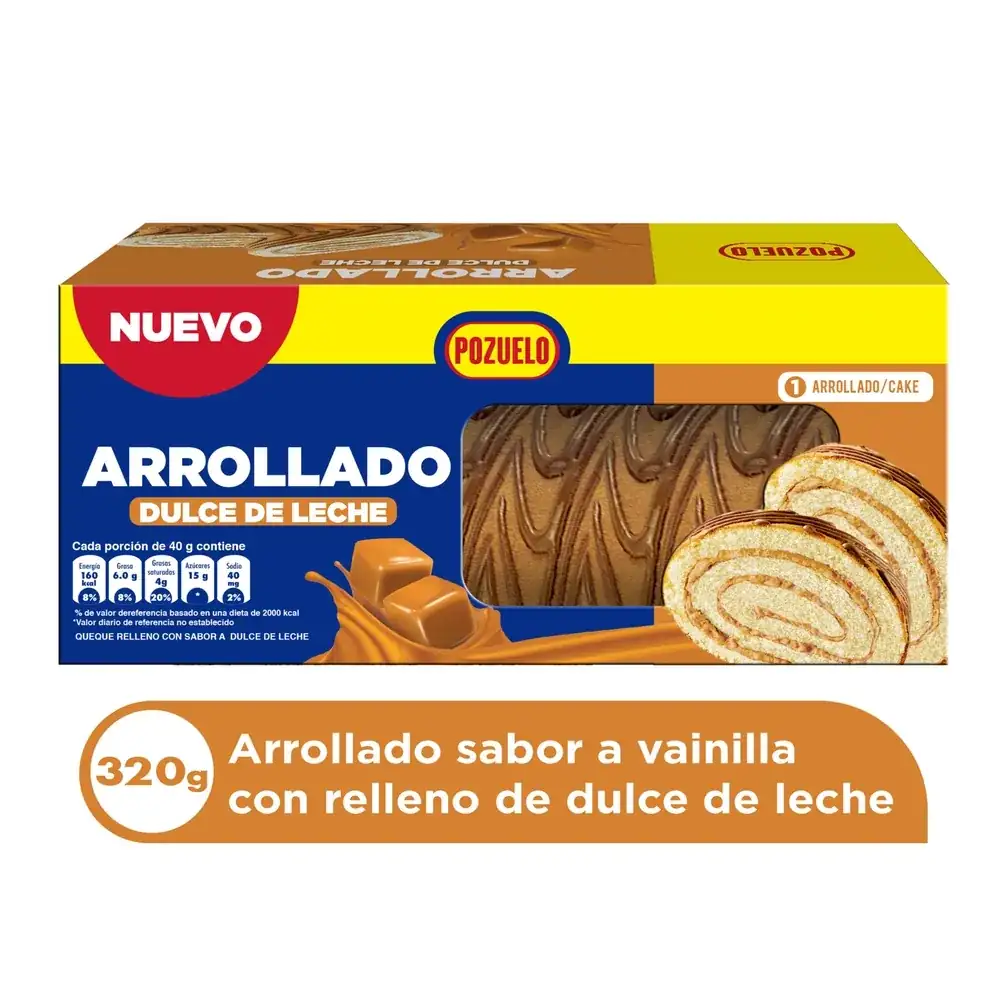 POZUELO
ARROLLADO
DULCE DE LECHE
NUEVO
POZUELO
1 ARROLLADO/CAKE
ARROLLADO
DULCE DE LECHE
Cada porción de 40 g contiene
Energía 160 kcal 8%
Grasa 6.0 g 8%
Grasas saturadas 4g 20%
Azúcares 15 g *
Sodio 40 mg 2%
% de valor dereferencia basado en una dieta de 2000 kcal
*Valor diario de referencia no establecido
QUEQUE RELLENO CON SABOR A DULCE DE LECHE
320g
Arrollado sabor a vainilla
con relleno de dulce de leche